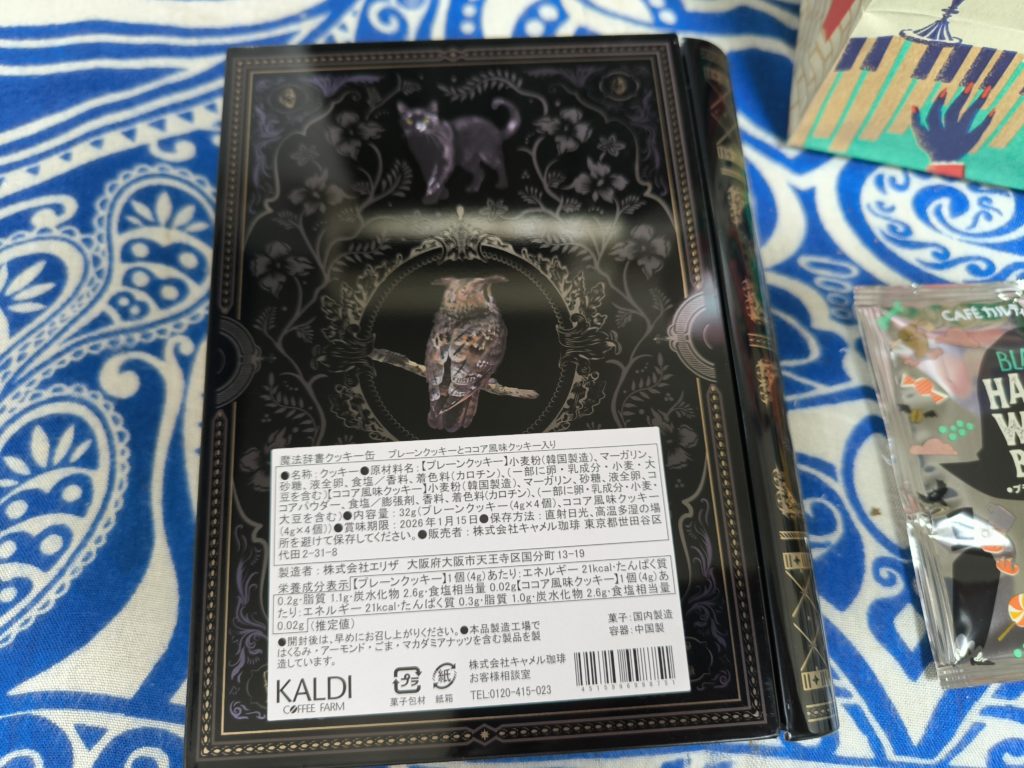 魔法辞書クッキー缶 プレーンクッキーとココア風味クッキー入り
●名称:クッキー●原材料名:【プレーンクッキー】小麦粉(韓国製造)、マーガリン、
砂糖、液全卵、食塩/香料、着色料(カロチン)、(一部に卵・乳成分・小麦・大
豆を含む)【ココア風味クッキー】小麦粉(韓国製造)、マーガリン、砂糖、液全卵、コ
コアパウダー、食塩/膨張剤、香料、着色料(カロチン)、(一部に卵・乳成分・小麦・
大豆を含む)●内容量:32g(プレーンクッキー(4g×4個)、ココア風味クッキー
(4g×4個))●賞味期限:2026年1月15日●保存方法:直射日光、高温多湿の場
所を避けて保存してください。●販売者:株式会社キャメル珈琲 東京都世田谷区
代田2-31-8
製造者:株式会社エリザ 大阪府大阪市天王寺区国分町13-19
栄養成分表示【プレーンクッキー】1個(4g)あたり:エネルギー 21kcal・たんぱく質
0.2g・脂質 1.1g・炭水化物 2.6g・食塩相当量 0.02g【ココア風味クッキー】1個(4g)あ
たり:エネルギー 21kcal・たんぱく質 0.3g・脂質 1.0g・炭水化物 2.6g・食塩相当量
0.02g (推定値)
●開封後は、早めにお召し上がりください。●本品製造工場で
はくるみ・アーモンド・ごま・マカダミアナッツを含む製品を製
造しています。
菓子:国内製造
容器:中国製
KALDI
COFFEE FARM
プラ
菓子包材
紙
紙箱
株式会社キャメル珈琲
お客様相談室
TEL:0120-415-023
CAFÉ カルディ
BL
HA
W
B